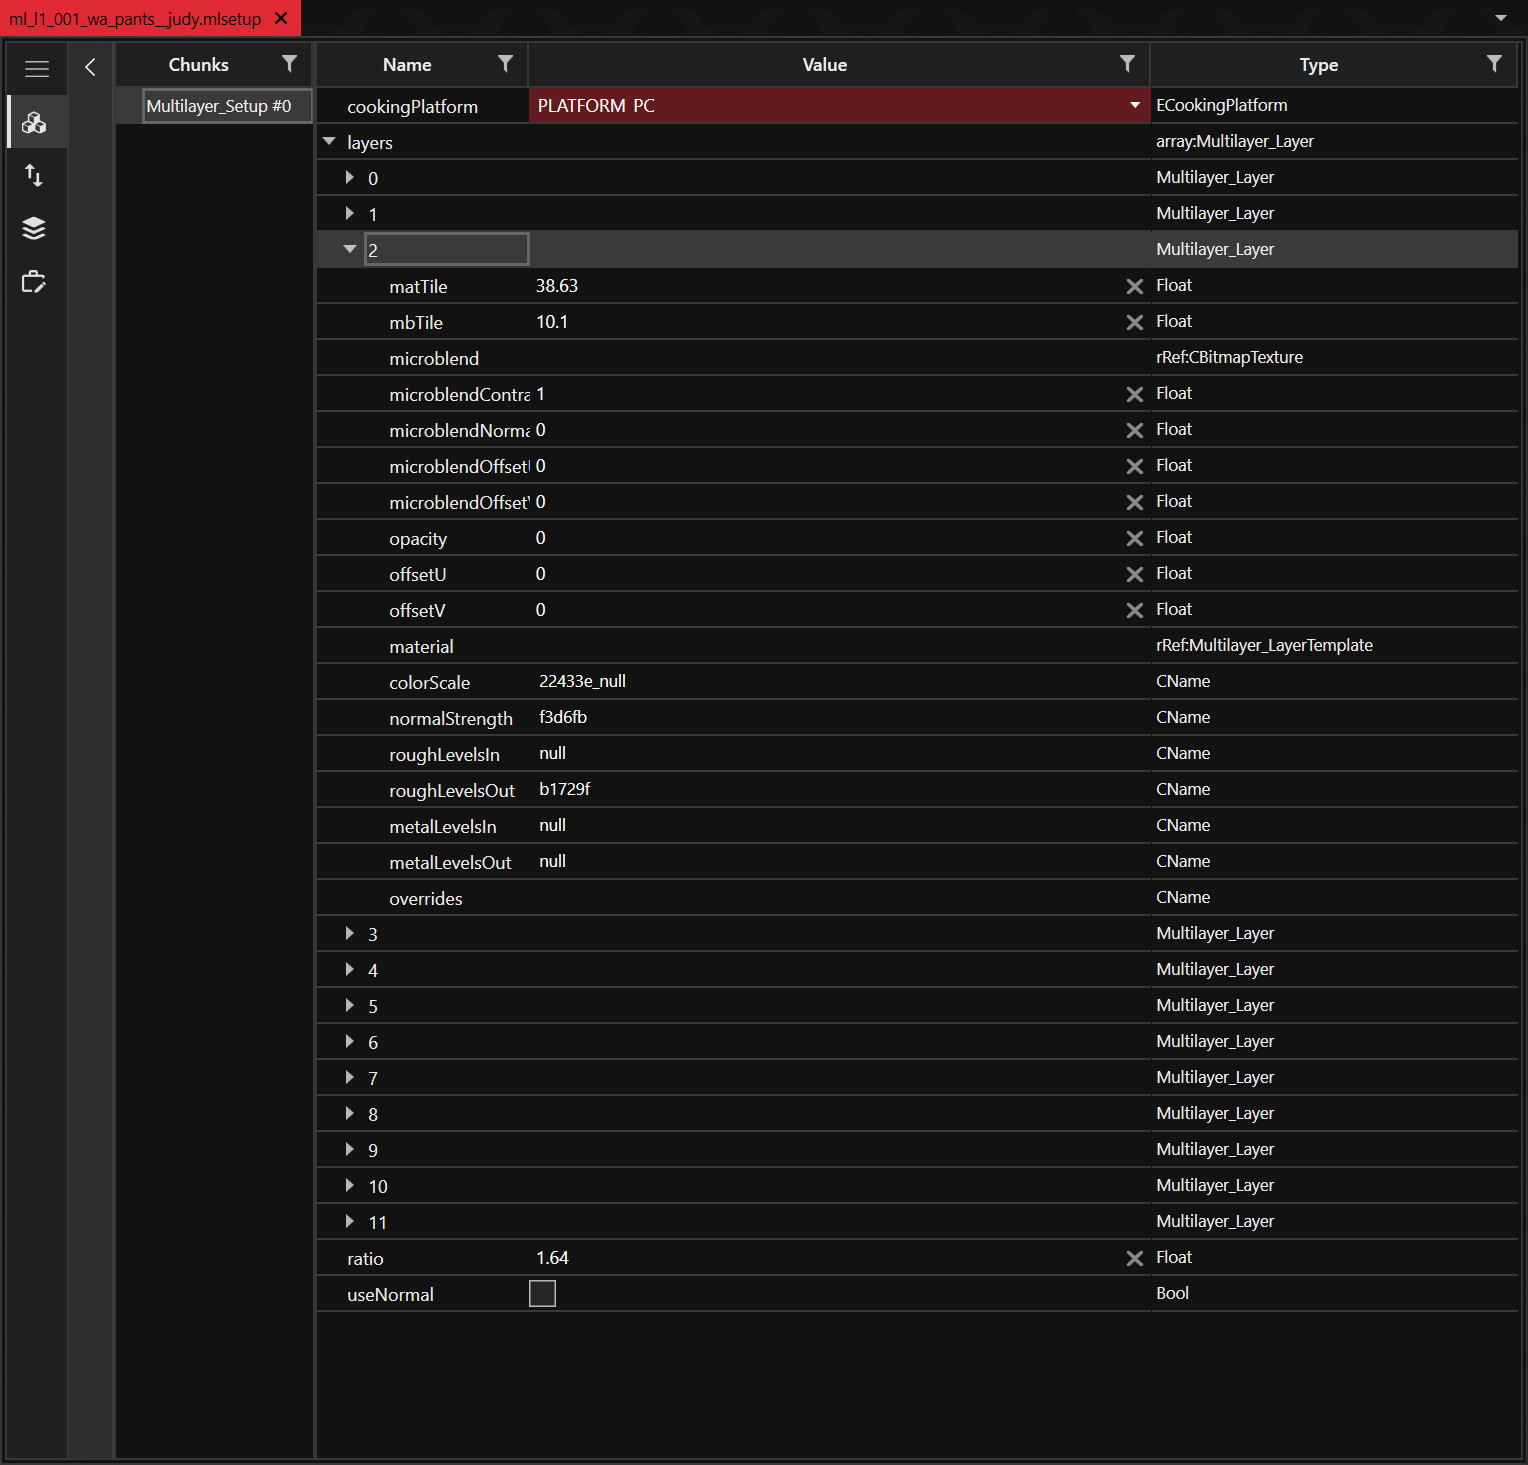 ml_l1_001_wa_pants__judy.mlsetup
Chunks Name Value Type
Multilayer_Setup #0 cookingPlatform PLATFORM_PC ECookingPlatform
layers array:Multilayer_Layer
0 Multilayer_Layer
1 Multilayer_Layer
2 Multilayer_Layer
matTile 38.63 Float
mbTile 10.1 Float
microblend rRef:CBitmapTexture
microblendContra 1 Float
microblendNorma 0 Float
microblendOffsetU 0 Float
microblendOffsetV 0 Float
opacity 0 Float
offsetU 0 Float
offsetV 0 Float
material rRef:Multilayer_LayerTemplate
colorScale 22433e_null CName
normalStrength f3d6fb CName
roughLevelsIn null CName
roughLevelsOut b1729f CName
metalLevelsIn null CName
metalLevelsOut null CName
overrides CName
3 Multilayer_Layer
4 Multilayer_Layer
5 Multilayer_Layer
6 Multilayer_Layer
7 Multilayer_Layer
8 Multilayer_Layer
9 Multilayer_Layer
10 Multilayer_Layer
11 Multilayer_Layer
ratio 1.64 Float
useNormal Bool